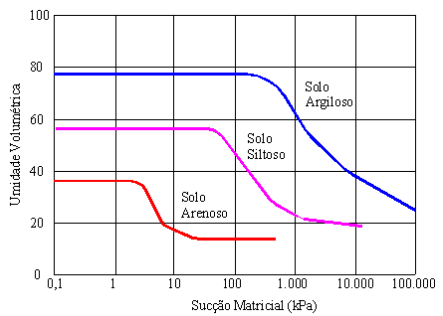 100
80
60
40
20
0
Umidade Volumétrica
Solo
Argiloso
Solo
Siltoso
Solo
Arenoso
0,1 1 10 100 1.000 10.000 100.000
Sucção Matricial (kPa)